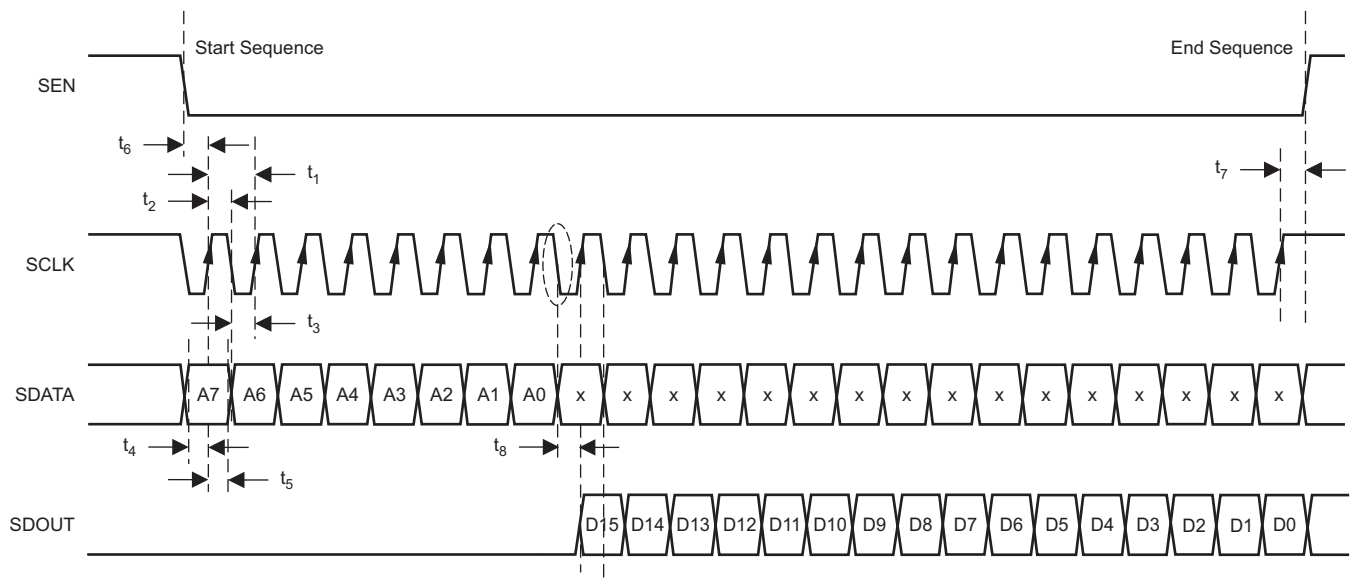 Start Sequence
End Sequence
SEN
t6
t1
t7
t2
SCLK
t3
SDATA
A7 A6 A5 A4 A3 A2 A1 A0 x x x x x x x x x x x x x x x x
t4
t8
t5
SDOUT
D15 D14 D13 D12 D11 D10 D9 D8 D7 D6 D5 D4 D3 D2 D1 D0